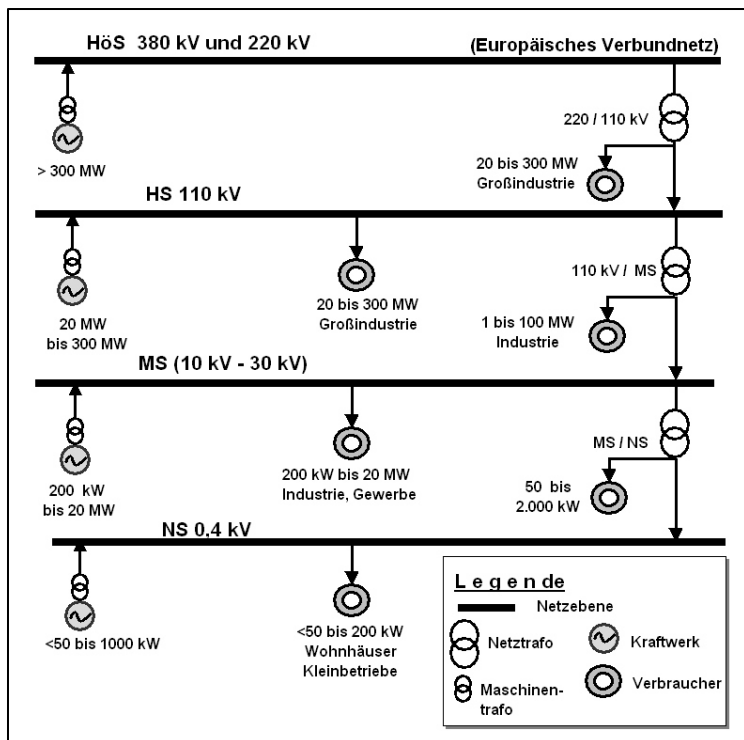 HöS 380 kV und 220 kV
(Europäisches Verbundnetz)
> 300 MW
220 / 110 kV
20 bis 300 MW
Großindustrie
HS 110 kV
20 MW
bis 300 MW
20 bis 300 MW
Großindustrie
110 kV / MS
1 bis 100 MW
Industrie
MS (10 kV - 30 kV)
200 kW
bis 20 MW
200 kW bis 20 MW
Industrie, Gewerbe
MS / NS
50 bis
2.000 kW
NS 0,4 kV
<50 bis 1000 kW
<50 bis 200 kW
Wohnhäuser
Kleinbetriebe
L e g e n d e
Netzebene
Netztrafo
Kraftwerk
Maschinen-
trafo
Verbraucher